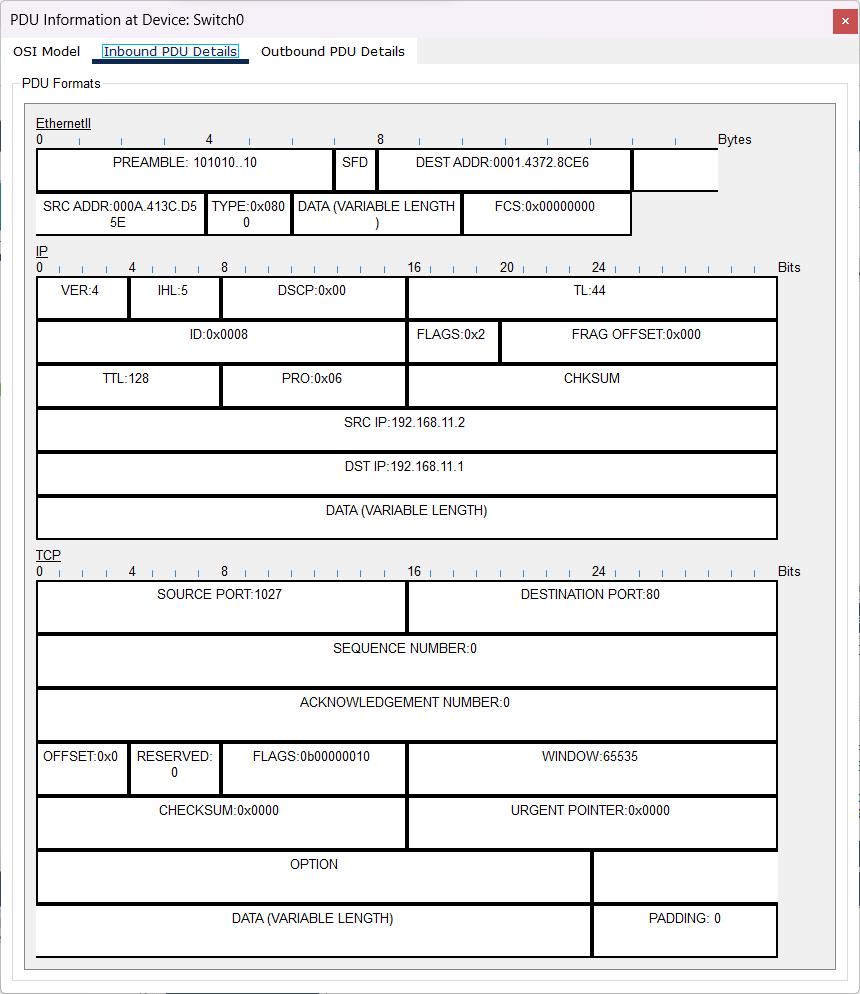 PDU Information at Device: Switch0
OSI Model Inbound PDU Details Outbound PDU Details
PDU Formats
EthernetII
0 4 8 Bytes
PREAMBLE: 101010..10 SFD DEST ADDR:0001.4372.8CE6
SRC ADDR:000A.413C.D5 TYPE:0x080 DATA (VARIABLE LENGTH FCS:0x00000000
5E 0 )
IP
0 4 8 16 20 24 Bits
VER:4 IHL:5 DSCP:0x00 TL:44
ID:0x0008 FLAGS:0x2 FRAG OFFSET:0x000
TTL:128 PRO:0x06 CHKSUM
SRC IP:192.168.11.2
DST IP:192.168.11.1
DATA (VARIABLE LENGTH)
TCP
0 4 8 16 24 Bits
SOURCE PORT:1027 DESTINATION PORT:80
SEQUENCE NUMBER:0
ACKNOWLEDGEMENT NUMBER:0
OFFSET:0x0 RESERVED: FLAGS:0b00000010 WINDOW:65535
0
CHECKSUM:0x0000 URGENT POINTER:0x0000
OPTION
DATA (VARIABLE LENGTH) PADDING: 0